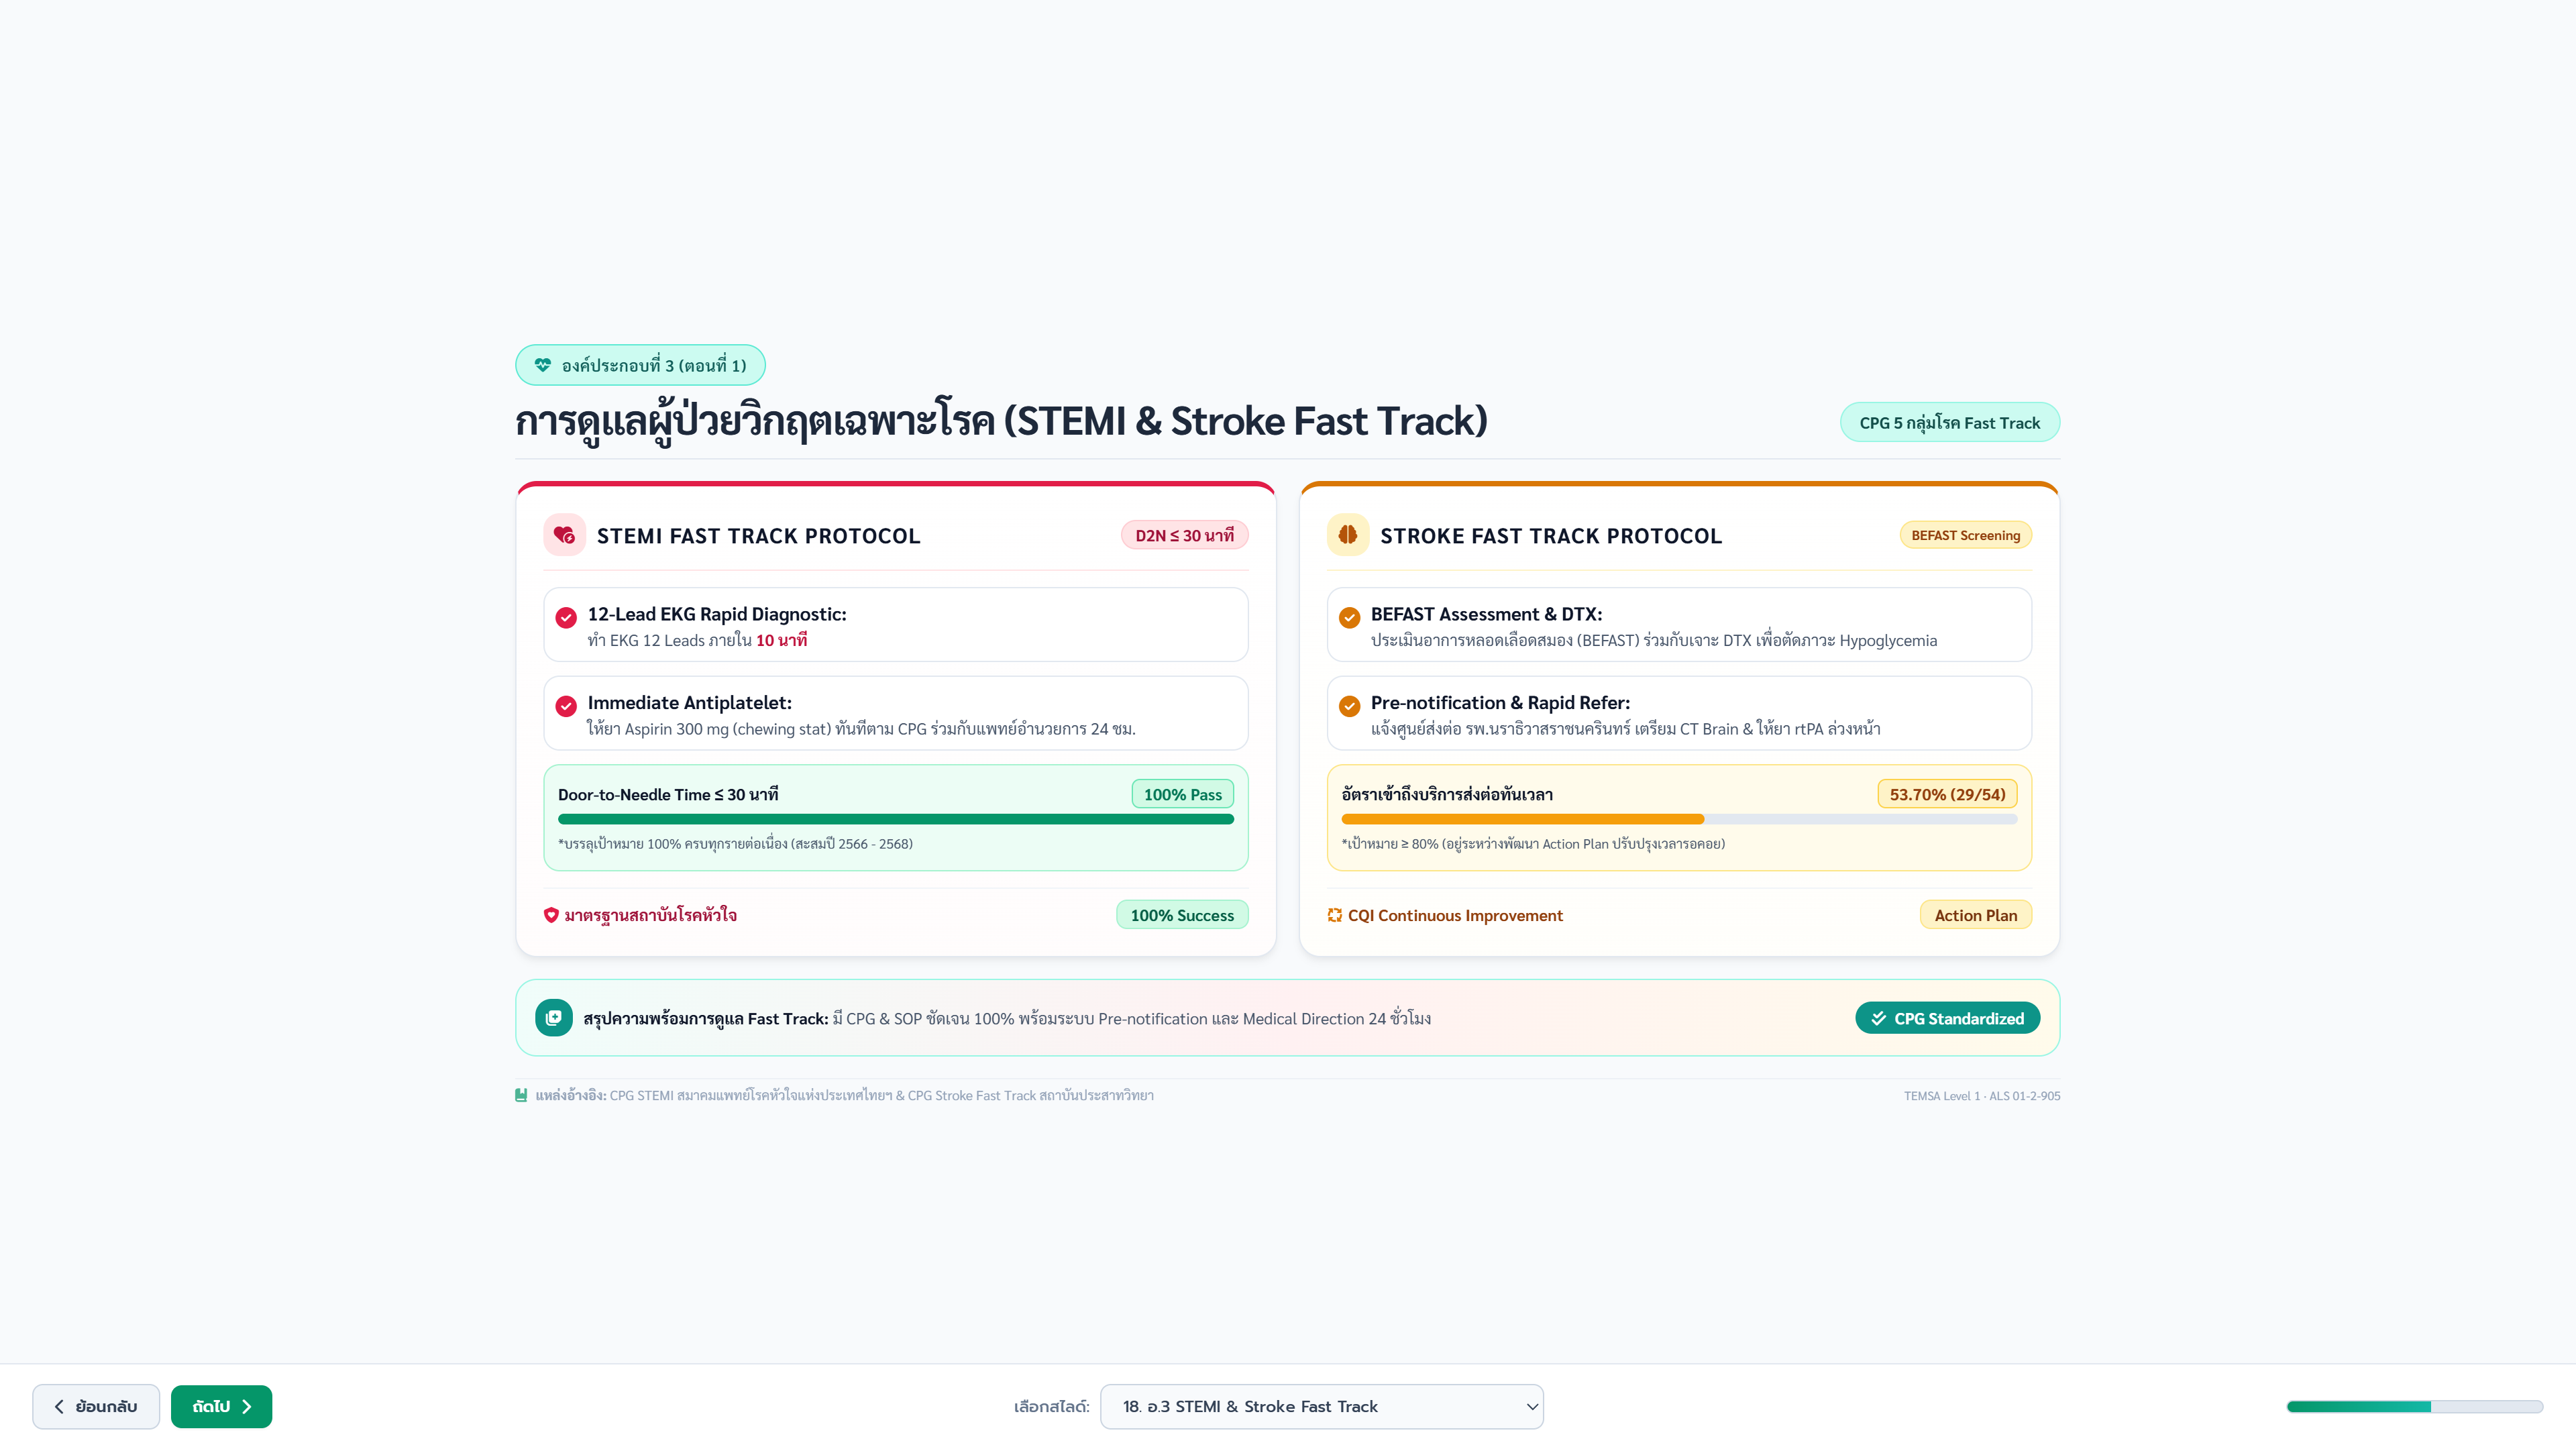 องค์ประกอบที่ 3 (ตอนที่ 1)
การดูแลผู้ป่วยวิกฤตเฉพาะโรค (STEMI & Stroke Fast Track)
CPG 5 กลุ่มโรค Fast Track
STEMI FAST TRACK PROTOCOL
D2N ≤ 30 นาที
12-Lead EKG Rapid Diagnostic:
ทำ EKG 12 Leads ภายใน 10 นาที
Immediate Antiplatelet:
ให้ยา Aspirin 300 mg (chewing stat) ทันทีตาม CPG ร่วมกับแพทย์อำนวยการ 24 ชม.
Door-to-Needle Time ≤ 30 นาที
100% Pass
*บรรลุเป้าหมาย 100% ครบทุกรายต่อเนื่อง (สะสมปี 2566 - 2568)
มาตรฐานสถาบันโรคหัวใจ
100% Success
STROKE FAST TRACK PROTOCOL
BEFAST Screening
BEFAST Assessment & DTX:
ประเมินอาการหลอดเลือดสมอง (BEFAST) ร่วมกับเจาะ DTX เพื่อตัดภาวะ Hypoglycemia
Pre-notification & Rapid Refer:
แจ้งศูนย์ส่งต่อ รพ.นราธิวาสราชนครินทร์ เตรียม CT Brain & ให้ยา rtPA ล่วงหน้า
อัตราเข้าถึงบริการส่งต่อทันเวลา
53.70% (29/54)
*เป้าหมาย ≥ 80% (อยู่ระหว่างพัฒนา Action Plan ปรับปรุงเวลารอคอย)
CQI Continuous Improvement
Action Plan
สรุปความพร้อมการดูแล Fast Track: มี CPG & SOP ชัดเจน 100% พร้อมระบบ Pre-notification และ Medical Direction 24 ชั่วโมง
CPG Standardized
แหล่งอ้างอิง: CPG STEMI สมาคมแพทย์โรคหัวใจแห่งประเทศไทยฯ & CPG Stroke Fast Track สถาบันประสาทวิทยา
TEMSA Level 1 · ALS 01-2-905
ย้อนกลับ
ถัดไป
เลือกสไลด์:
18. อ.3 STEMI & Stroke Fast Track